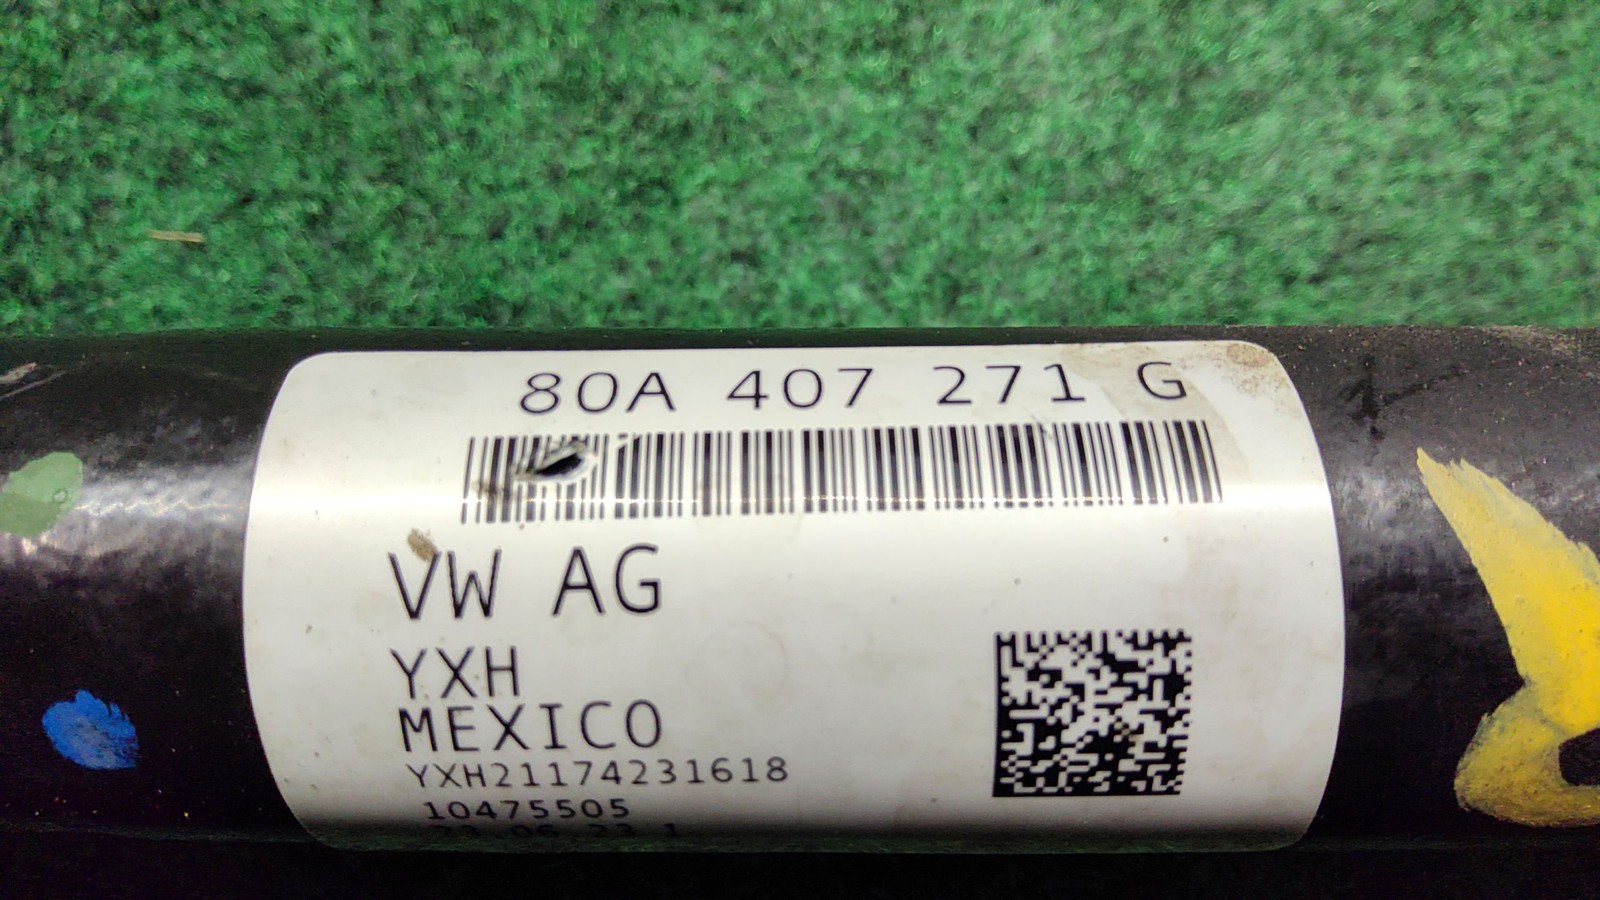 80A 407 271 G
VW AG
YXH
MEXICO
YXH21174231618
10475505